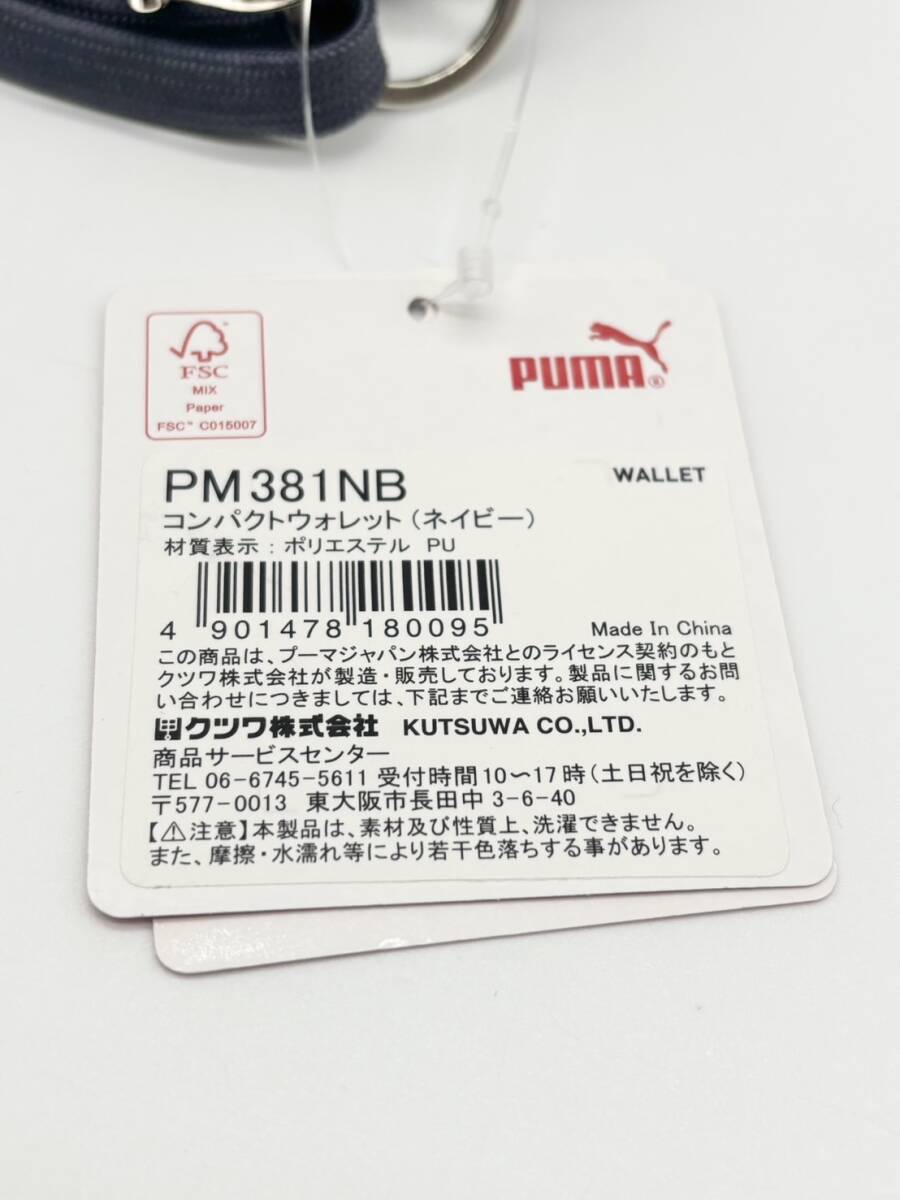 FSC
MIX
Paper
FSC™ C015007
PUMA®
PM381NB
WALLET
コンパクトウォレット（ネイビー）
材質表示：ポリエステル PU
4 901478 180095
Made In China
この商品は、プーマジャパン株式会社とのライセンス契約のもと
クツワ株式会社が製造・販売しております。製品に関するお問
い合わせにつきましては、下記までご連絡お願いいたします。
クツワ株式会社 KUTSUWA CO.,LTD.
商品サービスセンター
TEL 06-6745-5611 受付時間10～17時（土日祝を除く）
〒577-0013 東大阪市長田中3-6-40
【⚠注意】本製品は、素材及び性質上、洗濯できません。
また、摩擦・水濡れ等により若干色落ちする事があります。